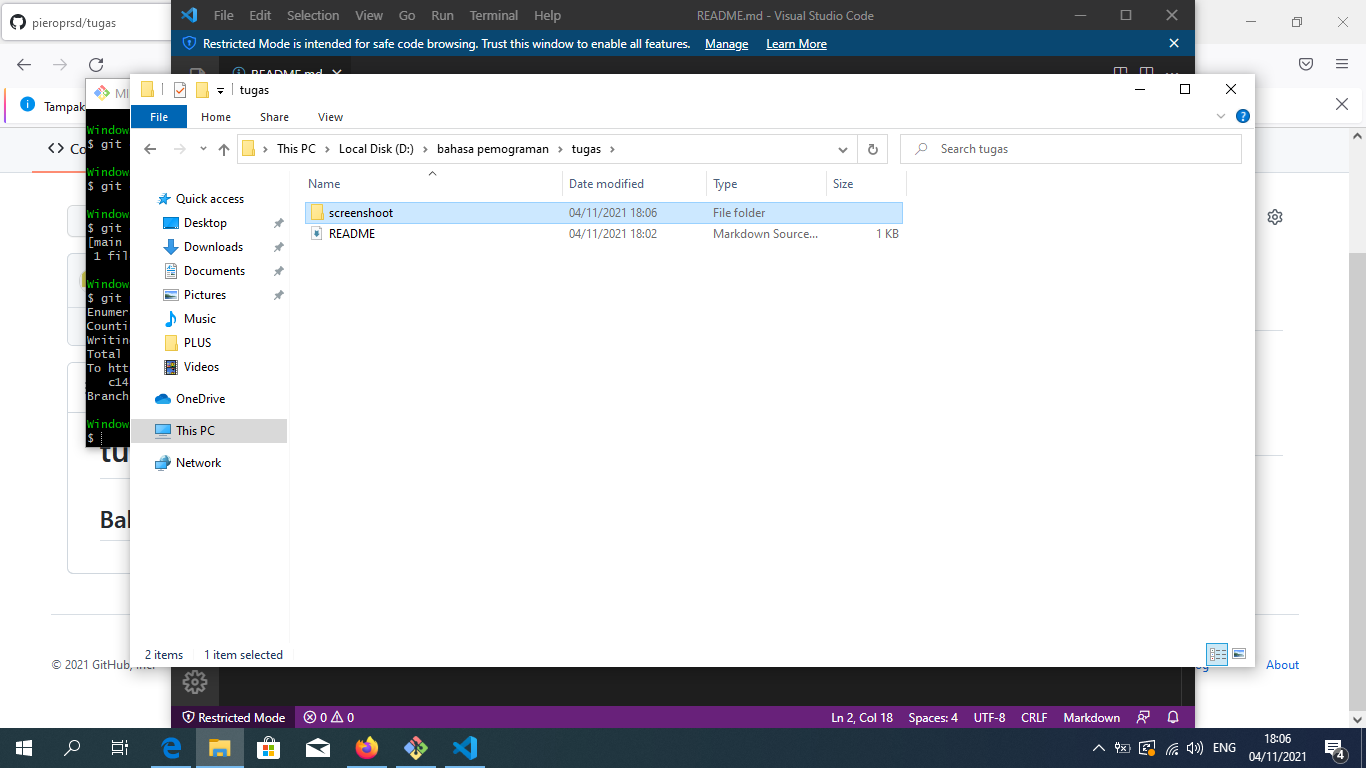 pieroprsd/tugas
File Edit Selection View Go Run Terminal Help
README.md - Visual Studio Code
Restricted Mode is intended for safe code browsing. Trust this window to enable all features. Manage Learn More
README.md
Tampak
MI
tugas
File Home Share View
This PC Local Disk (D:) bahasa pemograman tugas
Search tugas
Name Date modified Type Size
screenshoot 04/11/2021 18:06 File folder
README 04/11/2021 18:02 Markdown Source... 1 KB
Quick access
Desktop
Downloads
Documents
Pictures
Music
PLUS
Videos
OneDrive
This PC
Network
2 items 1 item selected
Window
$ git
Window
$ git
Window
$ git
[main
1 fil
Window
$ git
Enumer
Counti
Writin
Total
To htt
c14
Branch
Window
$
<> Co
tu
Bah
© 2021 GitHub, Inc.
About
Restricted Mode 0 0
Ln 2, Col 18 Spaces: 4 UTF-8 CRLF Markdown
ENG
18:06
04/11/2021
4